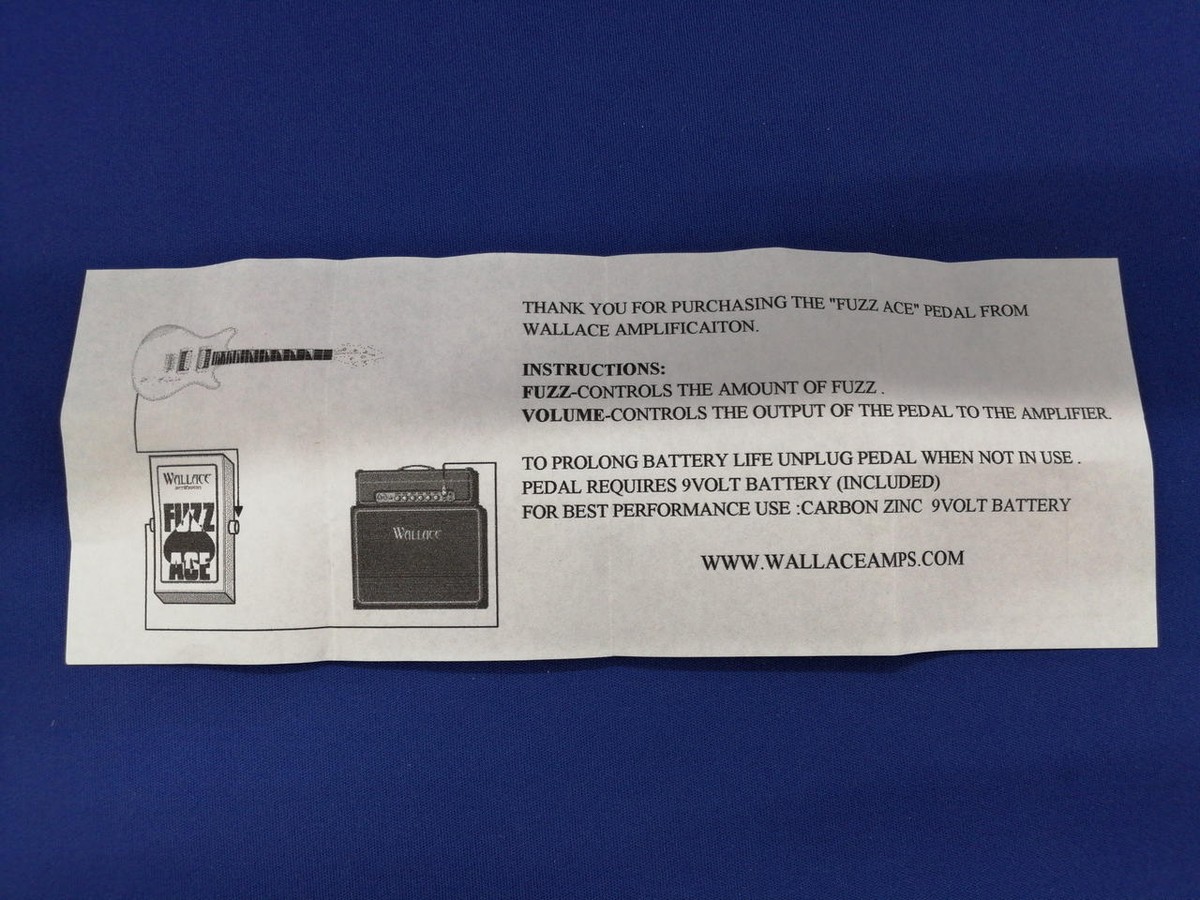 THANK YOU FOR PURCHASING THE "FUZZ ACE" PEDAL FROM
WALLACE AMPLIFICAITON.
INSTRUCTIONS:
FUZZ-CONTROLS THE AMOUNT OF FUZZ .
VOLUME-CONTROLS THE OUTPUT OF THE PEDAL TO THE AMPLIFIER.
TO PROLONG BATTERY LIFE UNPLUG PEDAL WHEN NOT IN USE .
PEDAL REQUIRES 9VOLT BATTERY (INCLUDED)
FOR BEST PERFORMANCE USE :CARBON ZINC 9VOLT BATTERY
WWW.WALLACEAMPS.COM
WALLACE
FUZZ
ACE
WALLACE